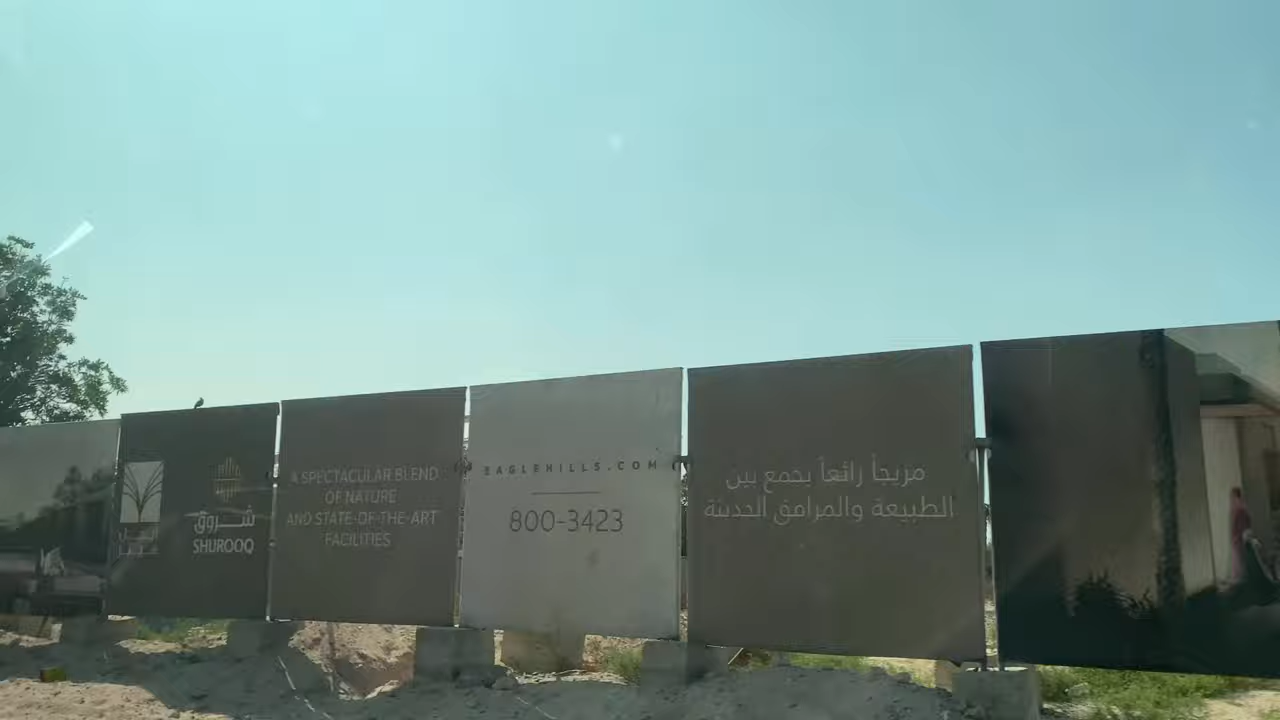 شروق
SHUROOQ
A SPECTACULAR BLEND
OF NATURE
AND STATE-OF-THE-ART
FACILITIES
EAGLEHILLS.COM
800-3423
مزيجاً رائعاً يجمع بين
الطبيعة والمرافق الحديثة